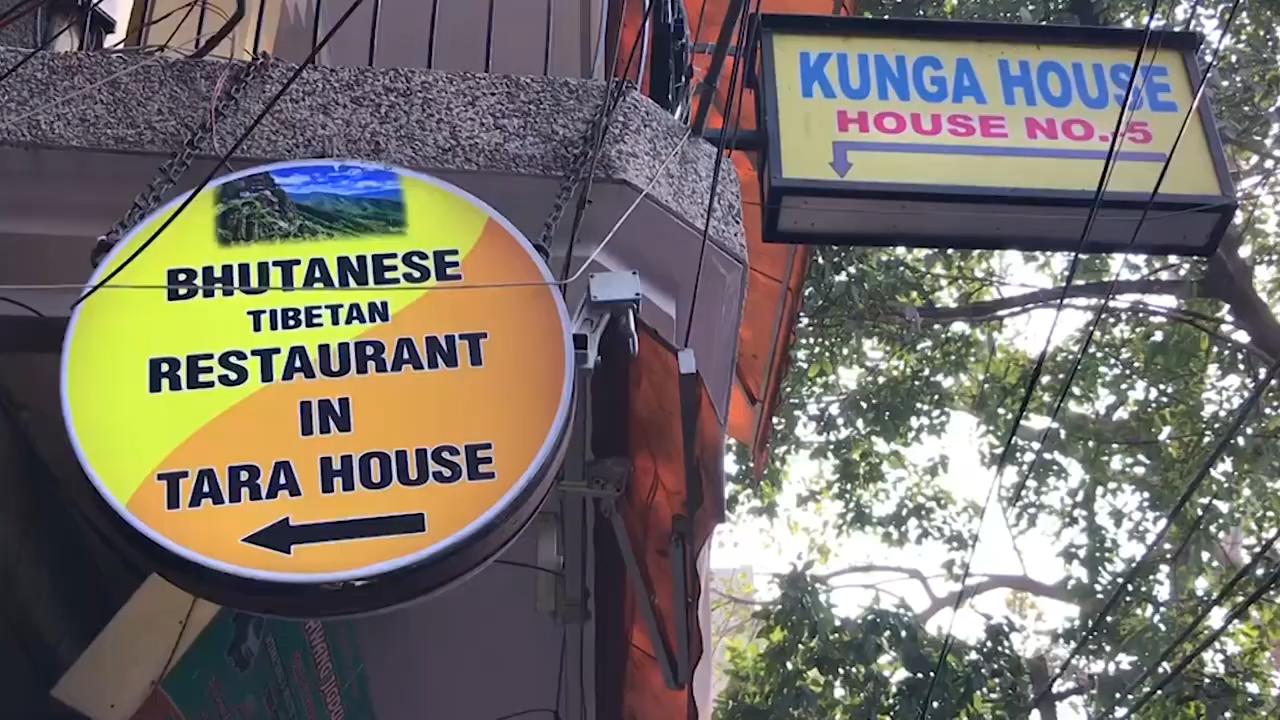 BHUTANESE
TIBETAN
RESTAURANT
IN
TARA HOUSE
KUNGA HOUSE
HOUSE NO.-5